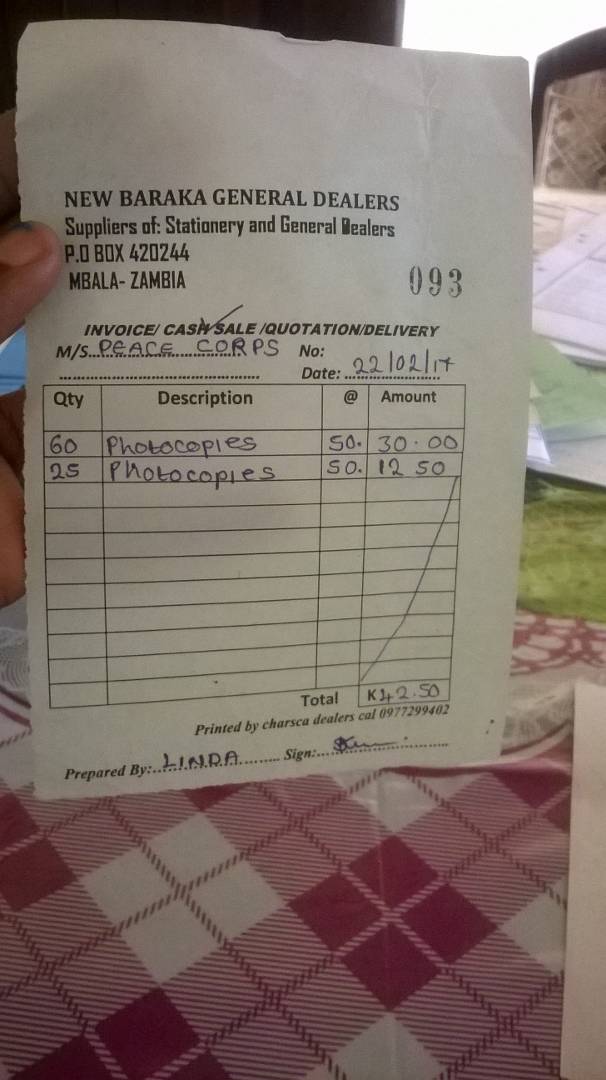 NEW BARAKA GENERAL DEALERS
Suppliers of: Stationery and General Dealers
P.O BOX 420244
MBALA- ZAMBIA
093
INVOICE/ CASH SALE /QUOTATION/DELIVERY
M/S...PEACE CORPS No:
Date: 22/02/17
Qty Description @ Amount
60 Photocopies 50. 30.00
25 Photocopies 50. 12 50
Total K42.50
Printed by charsca dealers cal 0977299402
Prepared By:..LINDA......... Sign:...